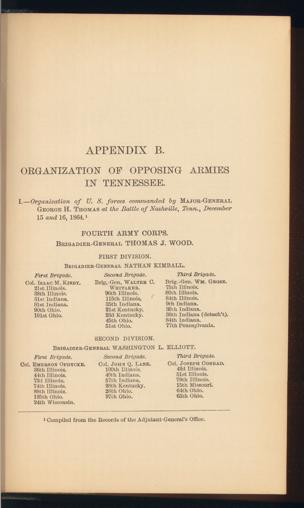 APPENDIX B.
ORGANIZATION OF OPPOSING ARMIES
IN TENNESSEE.
I.—Organization of U. S. forces commanded by MAJOR-GENERAL
GEORGE H. THOMAS at the Battle of Nashville, Tenn., December
15 and 16, 1864.¹
FOURTH ARMY CORPS.
BRIGADIER-GENERAL THOMAS J. WOOD.
FIRST DIVISION.
BRIGADIER-GENERAL NATHAN KIMBALL.
First Brigade.
Col. ISAAC M. KIRBY.
21st Illinois.
38th Illinois.
31st Indiana.
81st Indiana.
90th Ohio.
101st Ohio.
Second Brigade.
Brig.-Gen. WALTER C.
WHITAKER.
96th Illinois.
115th Illinois.
35th Indiana.
21st Kentucky.
23d Kentucky.
45th Ohio.
51st Ohio.
Third Brigade.
Brig.-Gen. WM. GROSE.
75th Illinois.
80th Illinois.
84th Illinois.
9th Indiana.
30th Indiana.
36th Indiana (detach't).
84th Indiana.
77th Pennsylvania.
SECOND DIVISION.
BRIGADIER-GENERAL WASHINGTON L. ELLIOTT.
First Brigade.
Col. EMERSON OPDYCKE.
36th Illinois.
44th Illinois.
73d Illinois.
74th Illinois.
88th Illinois.
125th Ohio.
24th Wisconsin.
Second Brigade.
Col. JOHN Q. LANE.
100th Illinois.
40th Indiana.
57th Indiana.
28th Kentucky.
26th Ohio.
97th Ohio.
Third Brigade.
Col. JOSEPH CONRAD.
42d Illinois.
51st Illinois.
79th Illinois.
15th Missouri.
64th Ohio.
65th Ohio.
¹ Compiled from the Records of the Adjutant-General's Office.